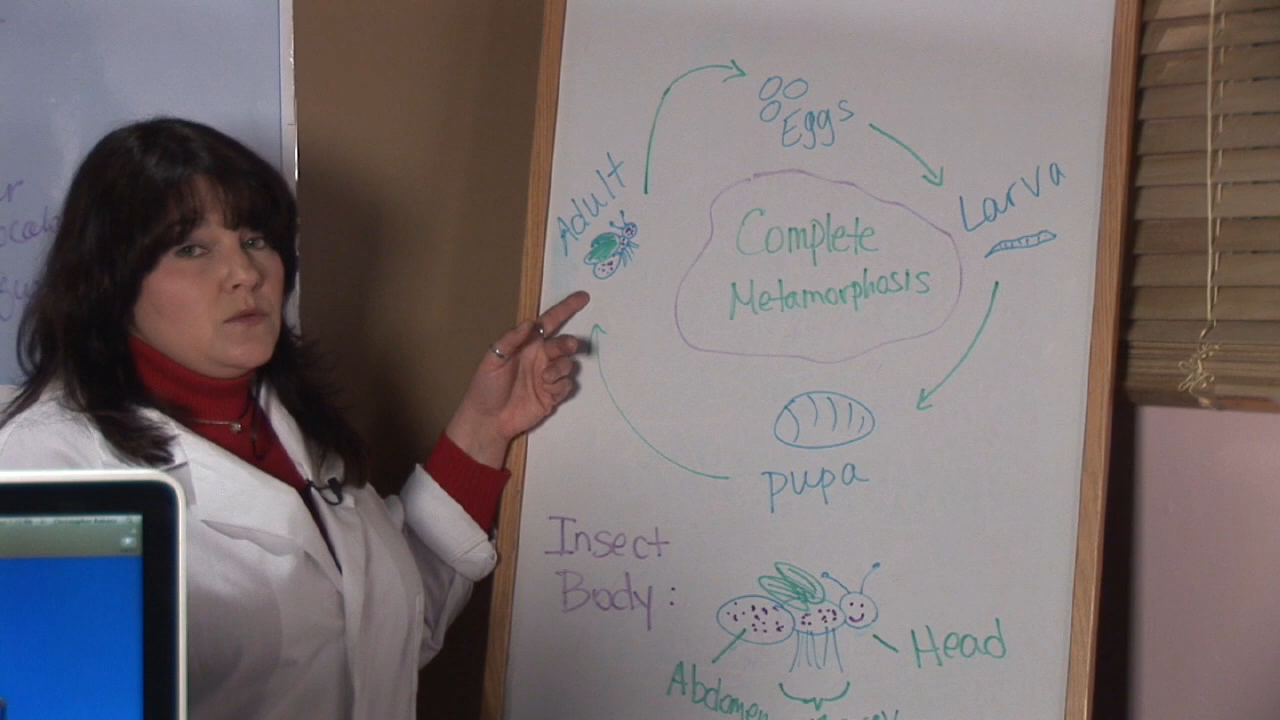 Eggs
Adult
Larva
Complete
Metamorphosis
pupa
Insect
Body:
Head
Abdomen